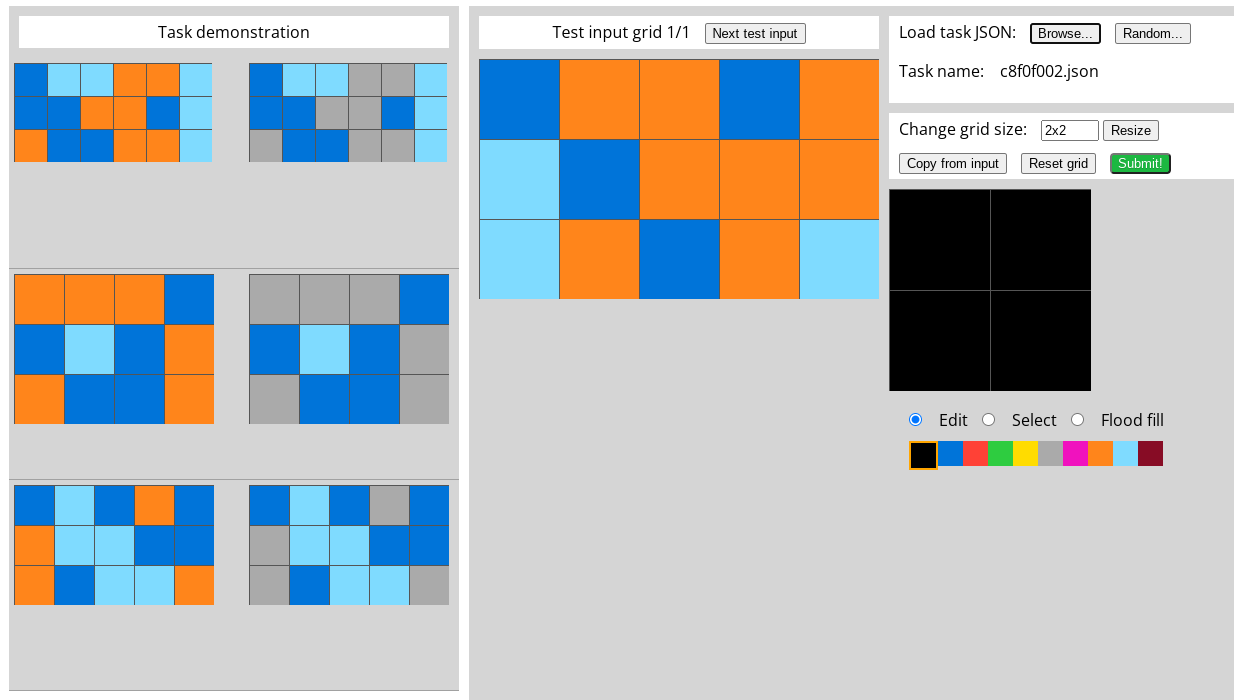 Task demonstration
Test input grid 1/1 Next test input
Load task JSON: Browse... Random...
Task name: c8f0f002.json
Change grid size: 2x2 Resize
Copy from input Reset grid Submit!
Edit Select Flood fill